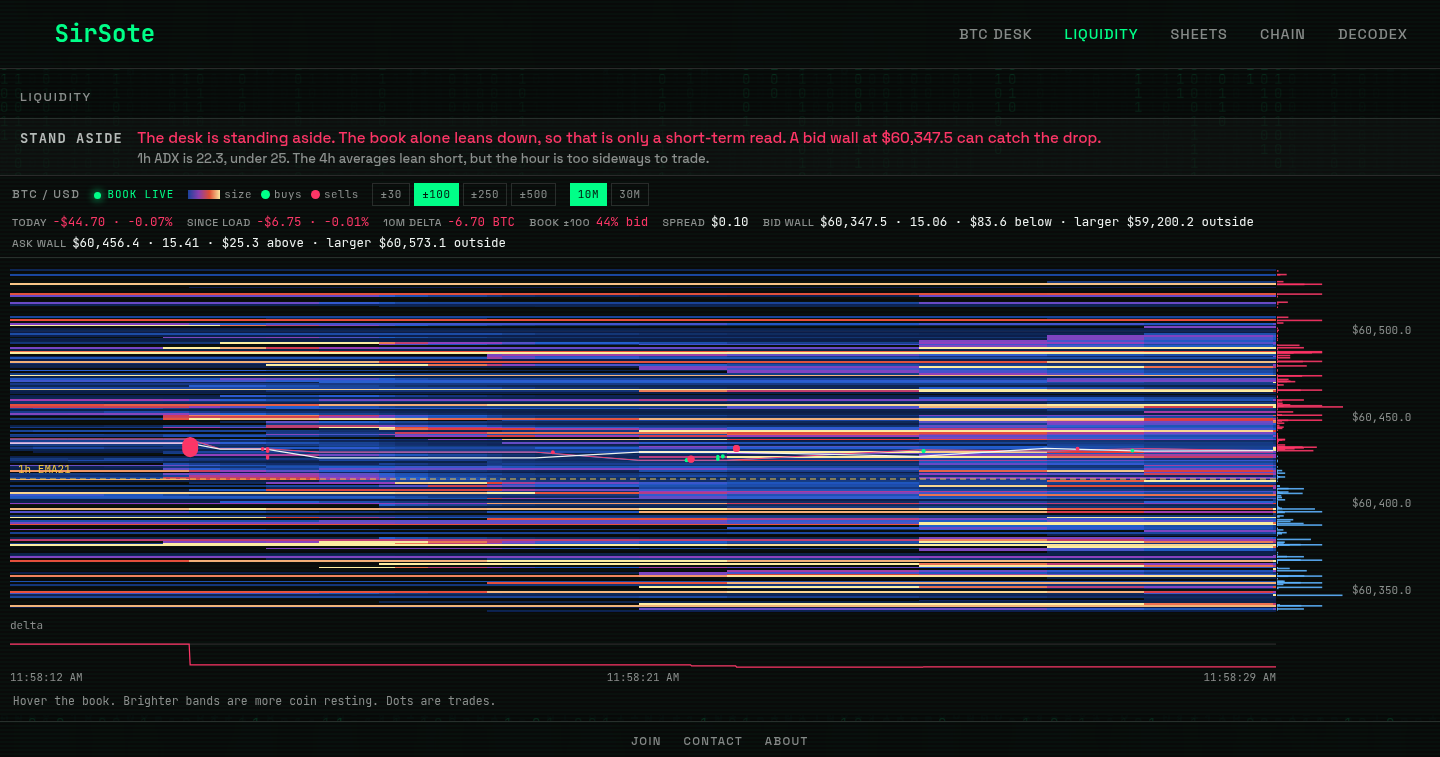 SirSote
BTC DESK LIQUIDITY SHEETS CHAIN DECODEX
LIQUIDITY
STAND ASIDE The desk is standing aside. The book alone leans down, so that is only a short-term read. A bid wall at $60,347.5 can catch the drop.
1h ADX is 22.3, under 25. The 4h averages lean short, but the hour is too sideways to trade.
BTC / USD BOOK LIVE size buys sells ±30 ±100 ±250 ±500 10M 30M
TODAY -$44.70 · -0.07% SINCE LOAD -$6.75 · -0.01% 10M DELTA -6.70 BTC BOOK ±100 44% bid SPREAD $0.10 BID WALL $60,347.5 · 15.06 · $83.6 below · larger $59,200.2 outside
ASK WALL $60,456.4 · 15.41 · $25.3 above · larger $60,573.1 outside
$60,500.0
$60,450.0
1h EMA21
$60,400.0
$60,350.0
delta
11:58:12 AM 11:58:21 AM 11:58:29 AM
Hover the book. Brighter bands are more coin resting. Dots are trades.
JOIN CONTACT ABOUT